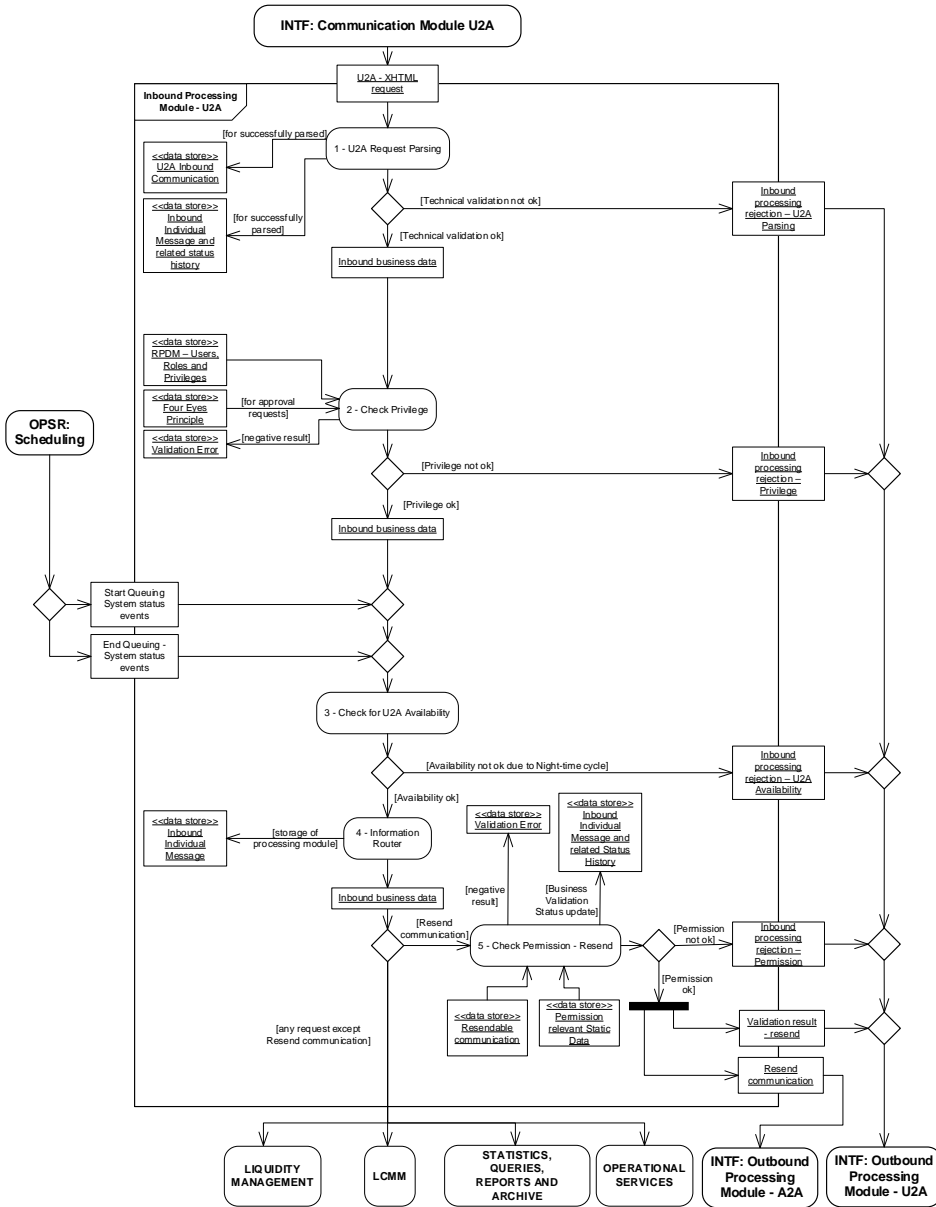 INTF: Communication Module U2A
U2A - XHTML
request
Inbound Processing
Module - U2A
[for successfully parsed]
1 - U2A Request Parsing
<<data store>>
U2A Inbound
Communication
<<data store>>
Inbound
Individual
Message and
related status
history
[for successfully
parsed]
[Technical validation not ok]
Inbound
processing
rejection – U2A
Parsing
[Technical validation ok]
Inbound business data
<<data store>>
RPDM – Users,
Roles and
Privileges
<<data store>>
Four Eyes
Principle
[for approval
requests]
2 - Check Privilege
<<data store>>
Validation Error
[negative result]
OPSR:
Scheduling
[Privilege not ok]
Inbound
processing
rejection –
Privilege
[Privilege ok]
Inbound business data
Start Queuing
System status
events
End Queuing -
System status
events
3 - Check for U2A Availability
[Availability not ok due to Night-time cycle]
Inbound
processing
rejection – U2A
Availability
[Availability ok]
<<data store>>
Inbound
Individual
Message
[storage of
processing module]
4 - Information
Router
<<data store>>
Validation Error
<<data store>>
Inbound
Individual
Message and
related Status
History
Inbound business data
[negative
result]
[Business
Validation
Status update]
[Resend
communication]
5 - Check Permission - Resend
[Permission
not ok]
Inbound
processing
rejection –
Permission
[Permission
ok]
<<data store>>
Resendable
communication
<<data store>>
Permission
relevant Static
Data
[any request except
Resend communication]
Validation result
- resend
Resend
communication
LIQUIDITY
MANAGEMENT
LCMM
STATISTICS,
QUERIES,
REPORTS AND
ARCHIVE
OPERATIONAL
SERVICES
INTF: Outbound
Processing
Module - A2A
INTF: Outbound
Processing
Module - U2A